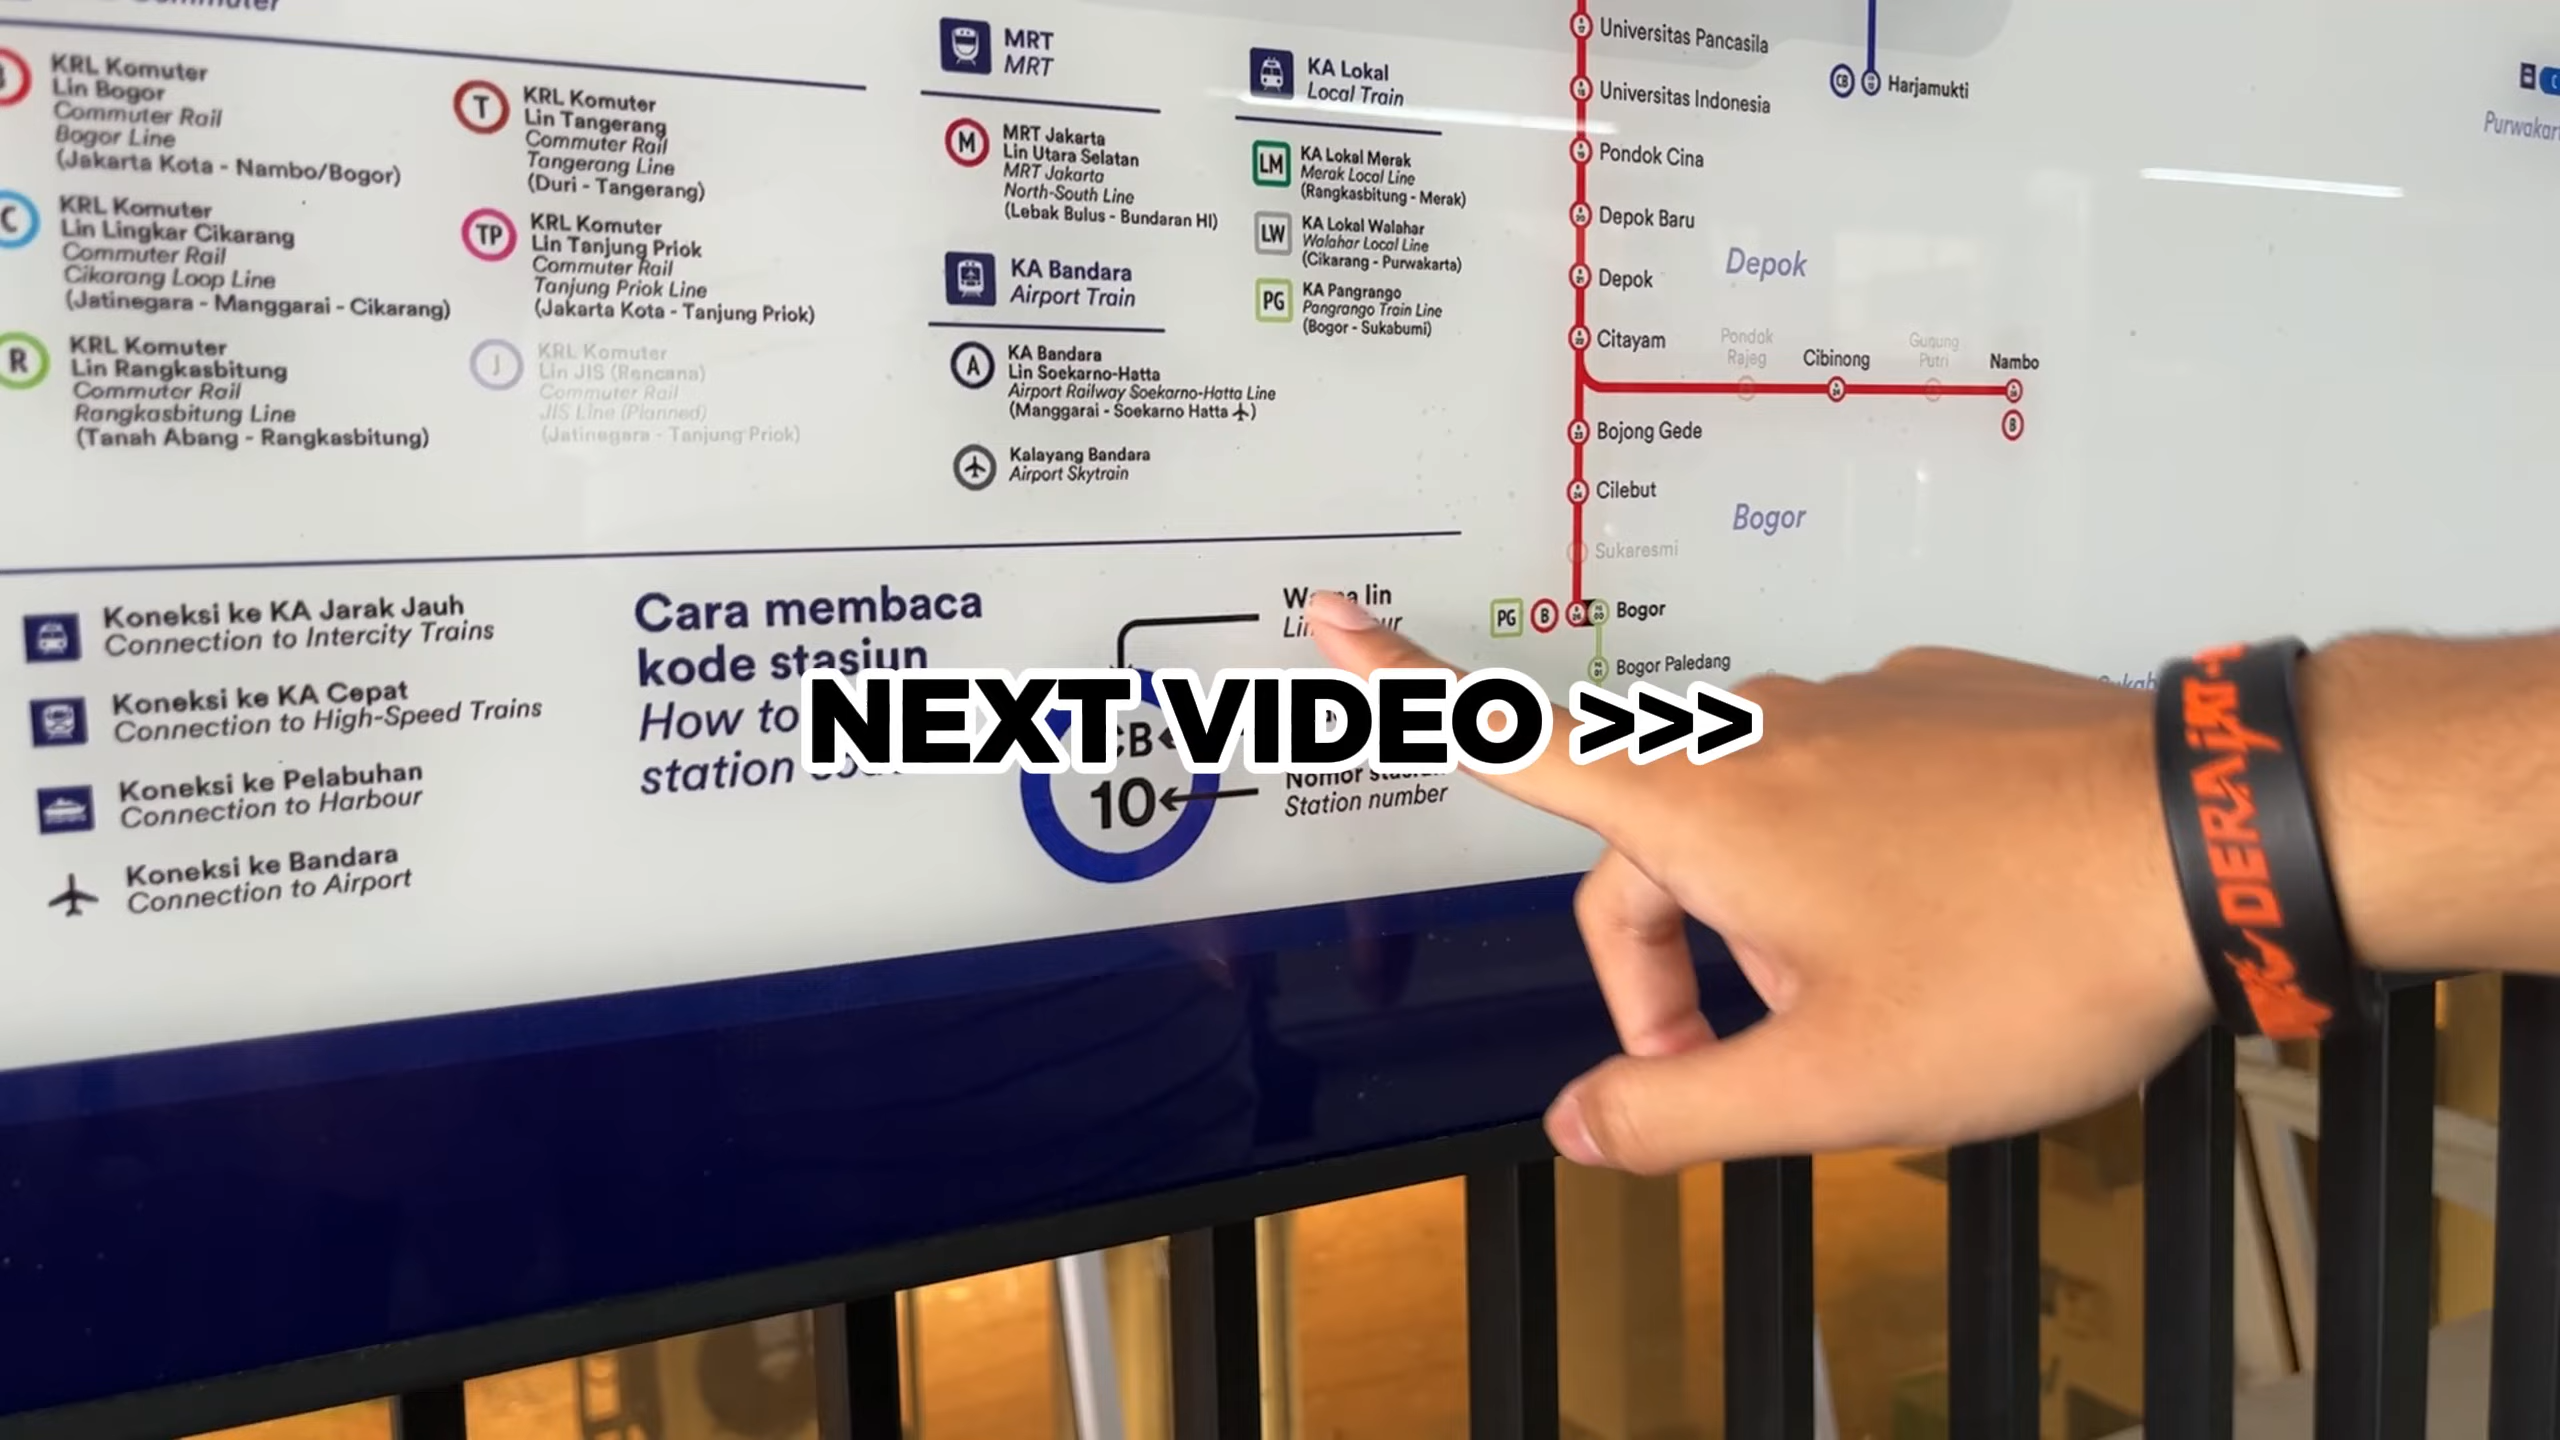 KRL Komuter
Lin Bogor
Commuter Rail
Bogor Line
(Jakarta Kota - Nambo/Bogor)
C
KRL Komuter
Lin Lingkar Cikarang
Commuter Rail
Cikarang Loop Line
(Jatinegara - Manggarai - Cikarang)
R
KRL Komuter
Lin Rangkasbitung
Commuter Rail
Rangkasbitung Line
(Tanah Abang - Rangkasbitung)
T
KRL Komuter
Lin Tangerang
Commuter Rail
Tangerang Line
(Duri - Tangerang)
TP
KRL Komuter
Lin Tanjung Priok
Commuter Rail
Tanjung Priok Line
(Jakarta Kota - Tanjung Priok)
J
KRL Komuter
Lin JIS (Rencana)
Commuter Rail
JIS Line (Planned)
(Jatinegara - Tanjung Priok)
MRT
MRT
M
MRT Jakarta
Lin Utara Selatan
MRT Jakarta
North-South Line
(Lebak Bulus - Bundaran HI)
KA Bandara
Airport Train
A
KA Bandara
Lin Soekarno-Hatta
Airport Railway Soekarno-Hatta Line
(Manggarai - Soekarno Hatta)
Kalayang Bandara
Airport Skytrain
KA Lokal
Local Train
LM
KA Lokal Merak
Merak Local Line
(Rangkasbitung - Merak)
LW
KA Lokal Walahar
Walahar Local Line
(Cikarang - Purwakarta)
PG
KA Pangrango
Pangrango Train Line
(Bogor - Sukabumi)
Universitas Pancasila
Universitas Indonesia
Pondok Cina
Depok Baru
Depok
Citayam
Depok
Pondok
Rajeg
Cibinong
Gunung
Putri
Nambo
B
Bojong Gede
Cilebut
Bogor
Sukaresmi
PG B Bogor
Bogor Paledang
CB Harjamukti
Koneksi ke KA Jarak Jauh
Connection to Intercity Trains
Koneksi ke KA Cepat
Connection to High-Speed Trains
Koneksi ke Pelabuhan
Connection to Harbour
Koneksi ke Bandara
Connection to Airport
Cara membaca
kode stasiun
How to
station
CB
10
lin
Nomor
Station number
NEXT VIDEO >>>
DERAJAT